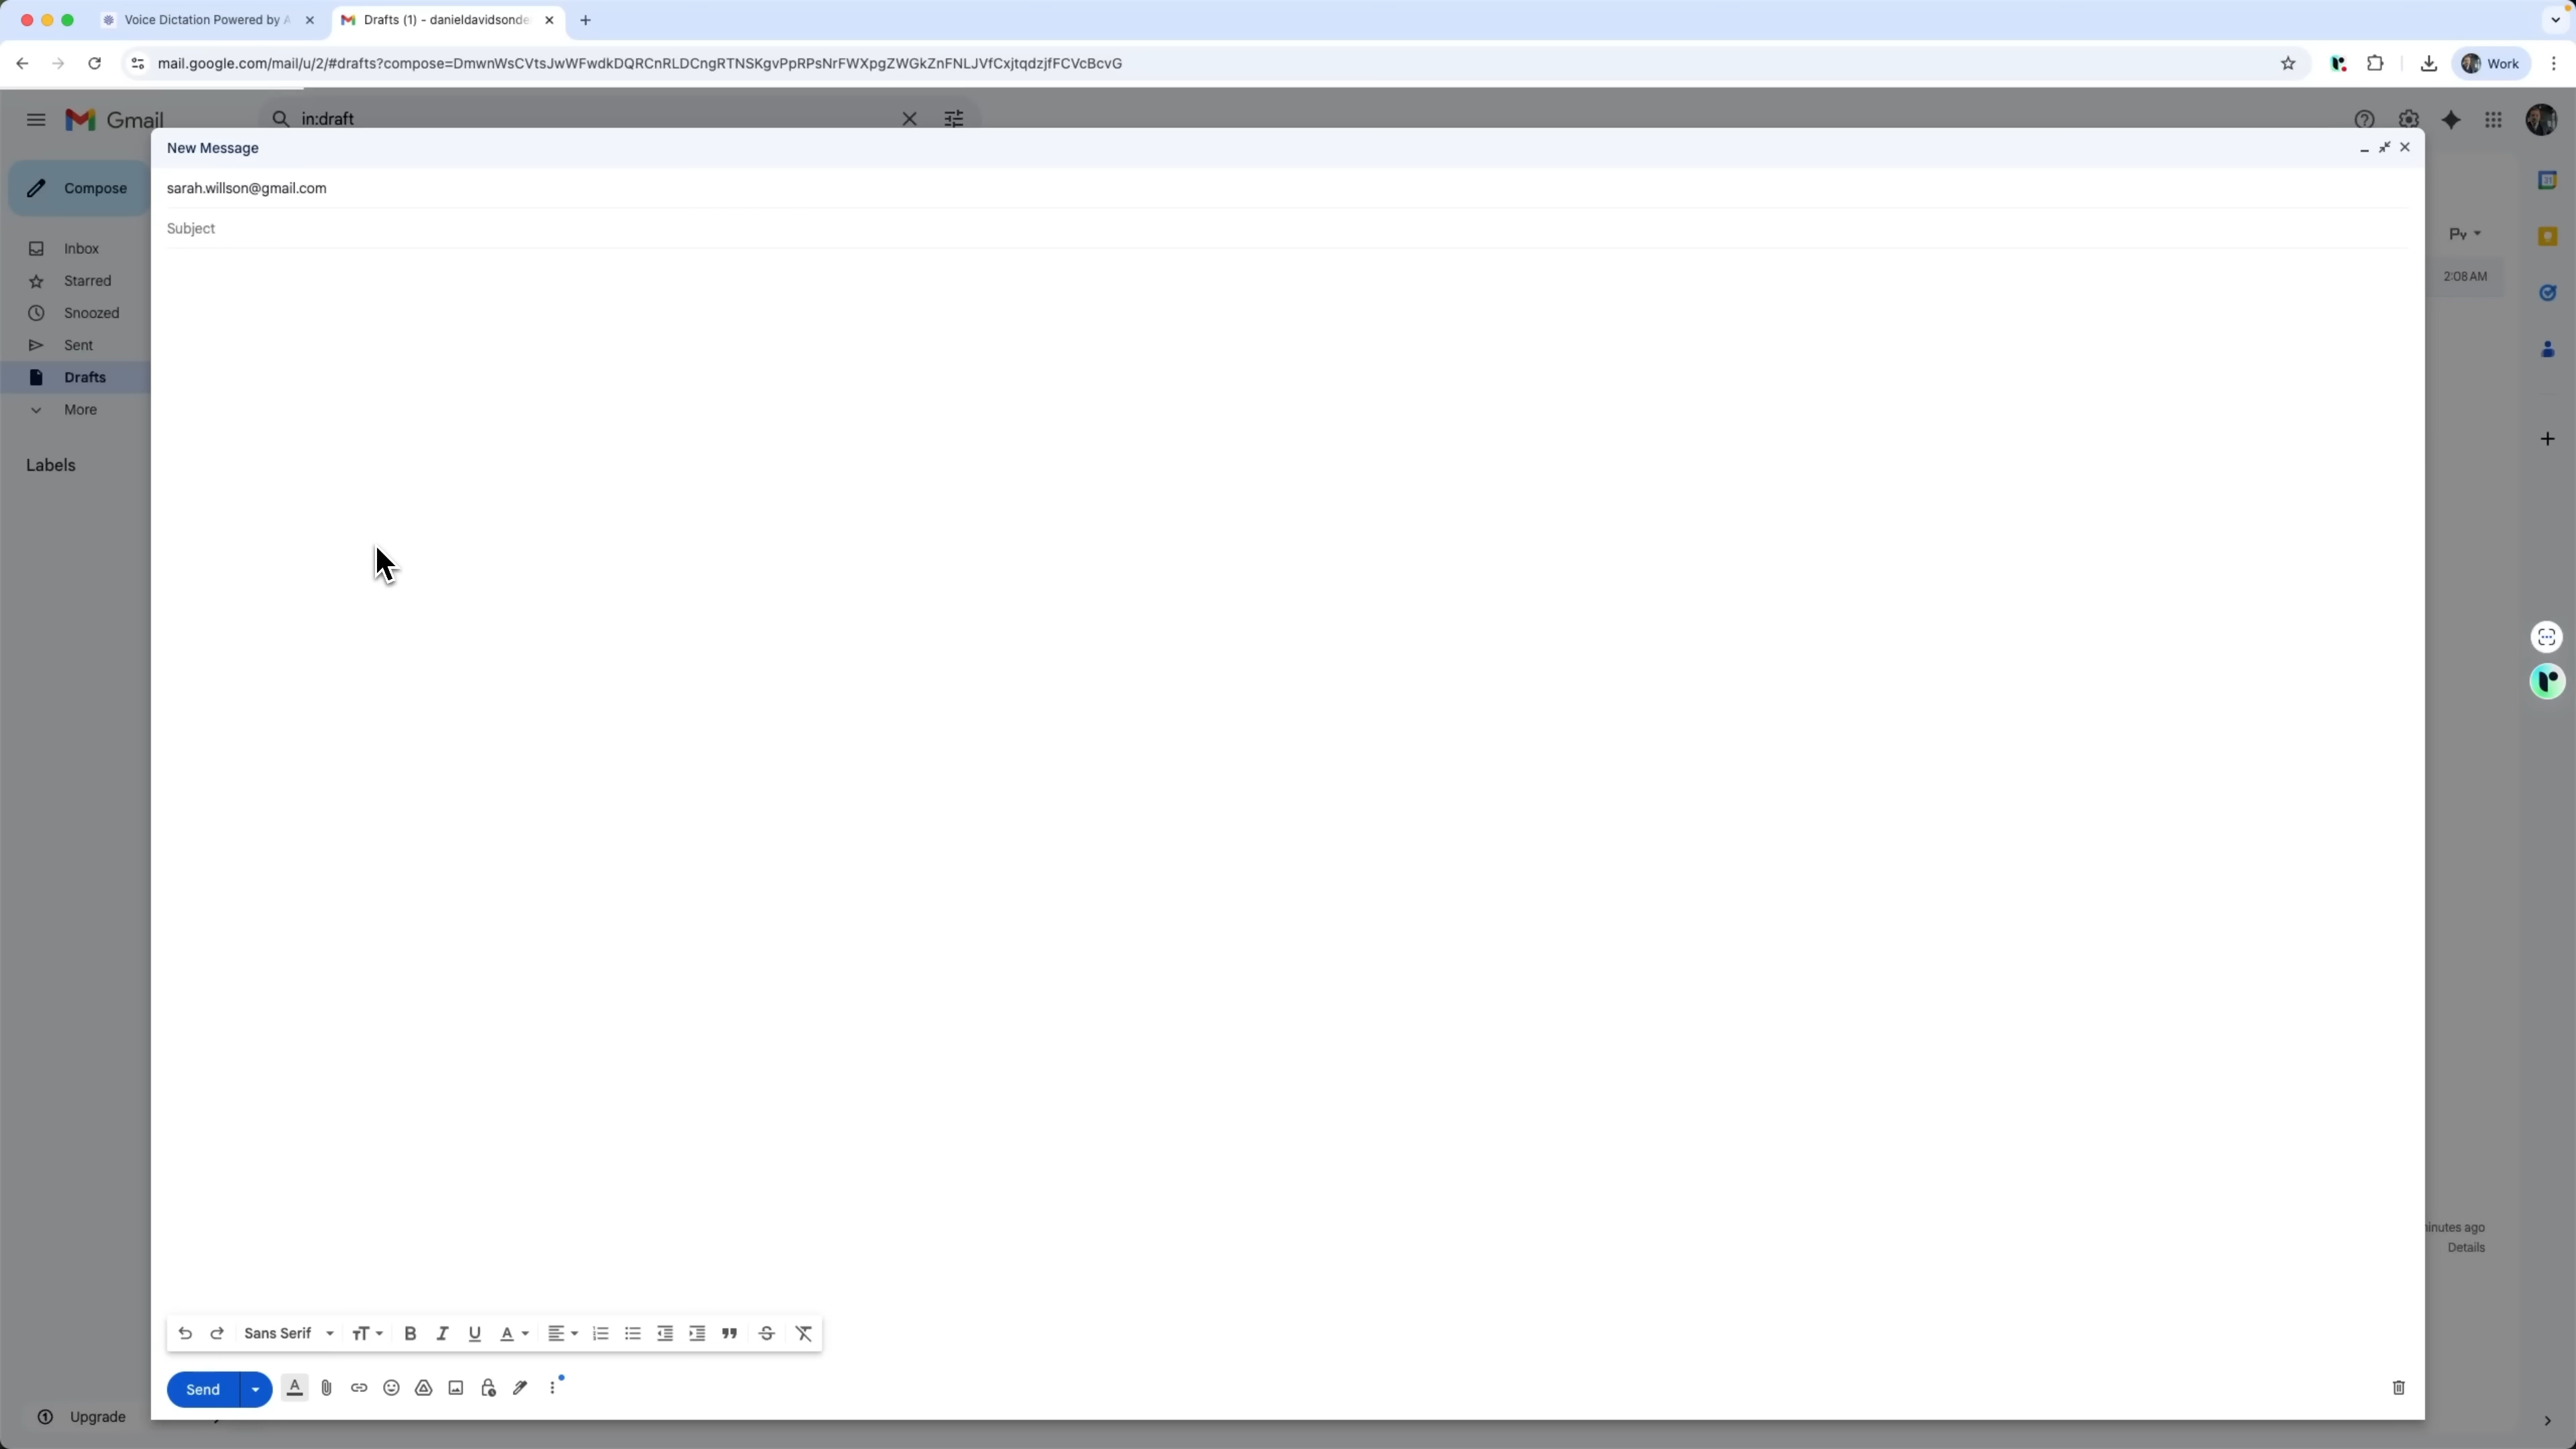 Voice Dictation Powered by A
Drafts (1) - danieldavidsonde
mail.google.com/mail/u/2/#drafts?compose=DmwnWsCVtsJwWFwdkDQRCnRLDCngRTNSKgvPpRPsNrFWXpgZWGkZnFNLJVfCxjtqdzjfFCVcBcvG
Work
Gmail
in:draft
New Message
Compose
sarah.willson@gmail.com
Subject
Inbox
Starred
Snoozed
Sent
Drafts
More
Labels
2:08 AM
inutes ago
Details
Sans Serif
Send
Upgrade